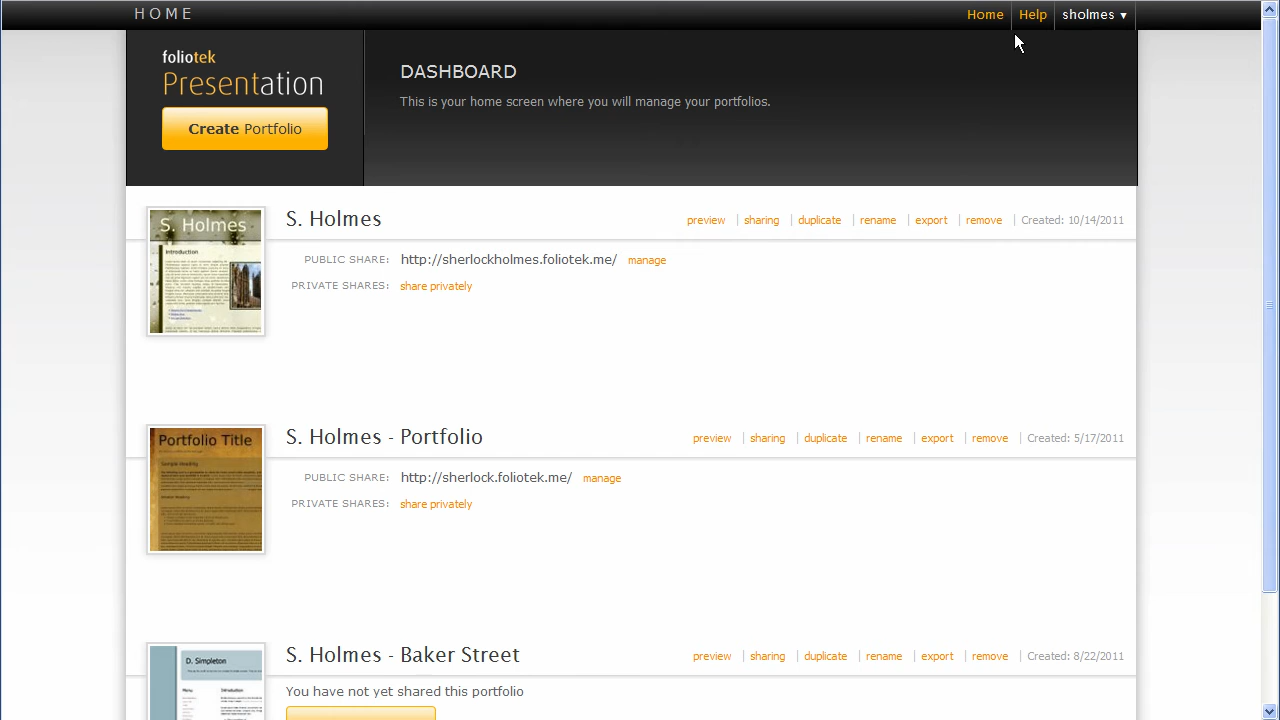 HOME
Home
Help
sholmes ▾
foliotek
Presentation
Create Portfolio
DASHBOARD
This is your home screen where you will manage your portfolios.
S. Holmes
Introduction
S. Holmes
preview | sharing | duplicate | rename | export | remove | Created: 10/14/2011
PUBLIC SHARE: http://sherlockholmes.foliotek.me/ manage
PRIVATE SHARES: share privately
Portfolio Title
Sample Heading
S. Holmes - Portfolio
preview | sharing | duplicate | rename | export | remove | Created: 5/17/2011
PUBLIC SHARE: http://sherlock.foliotek.me/ manage
PRIVATE SHARES: share privately
D. Simpleton
Menu
Introduction
S. Holmes - Baker Street
preview | sharing | duplicate | rename | export | remove | Created: 8/22/2011
You have not yet shared this portfolio